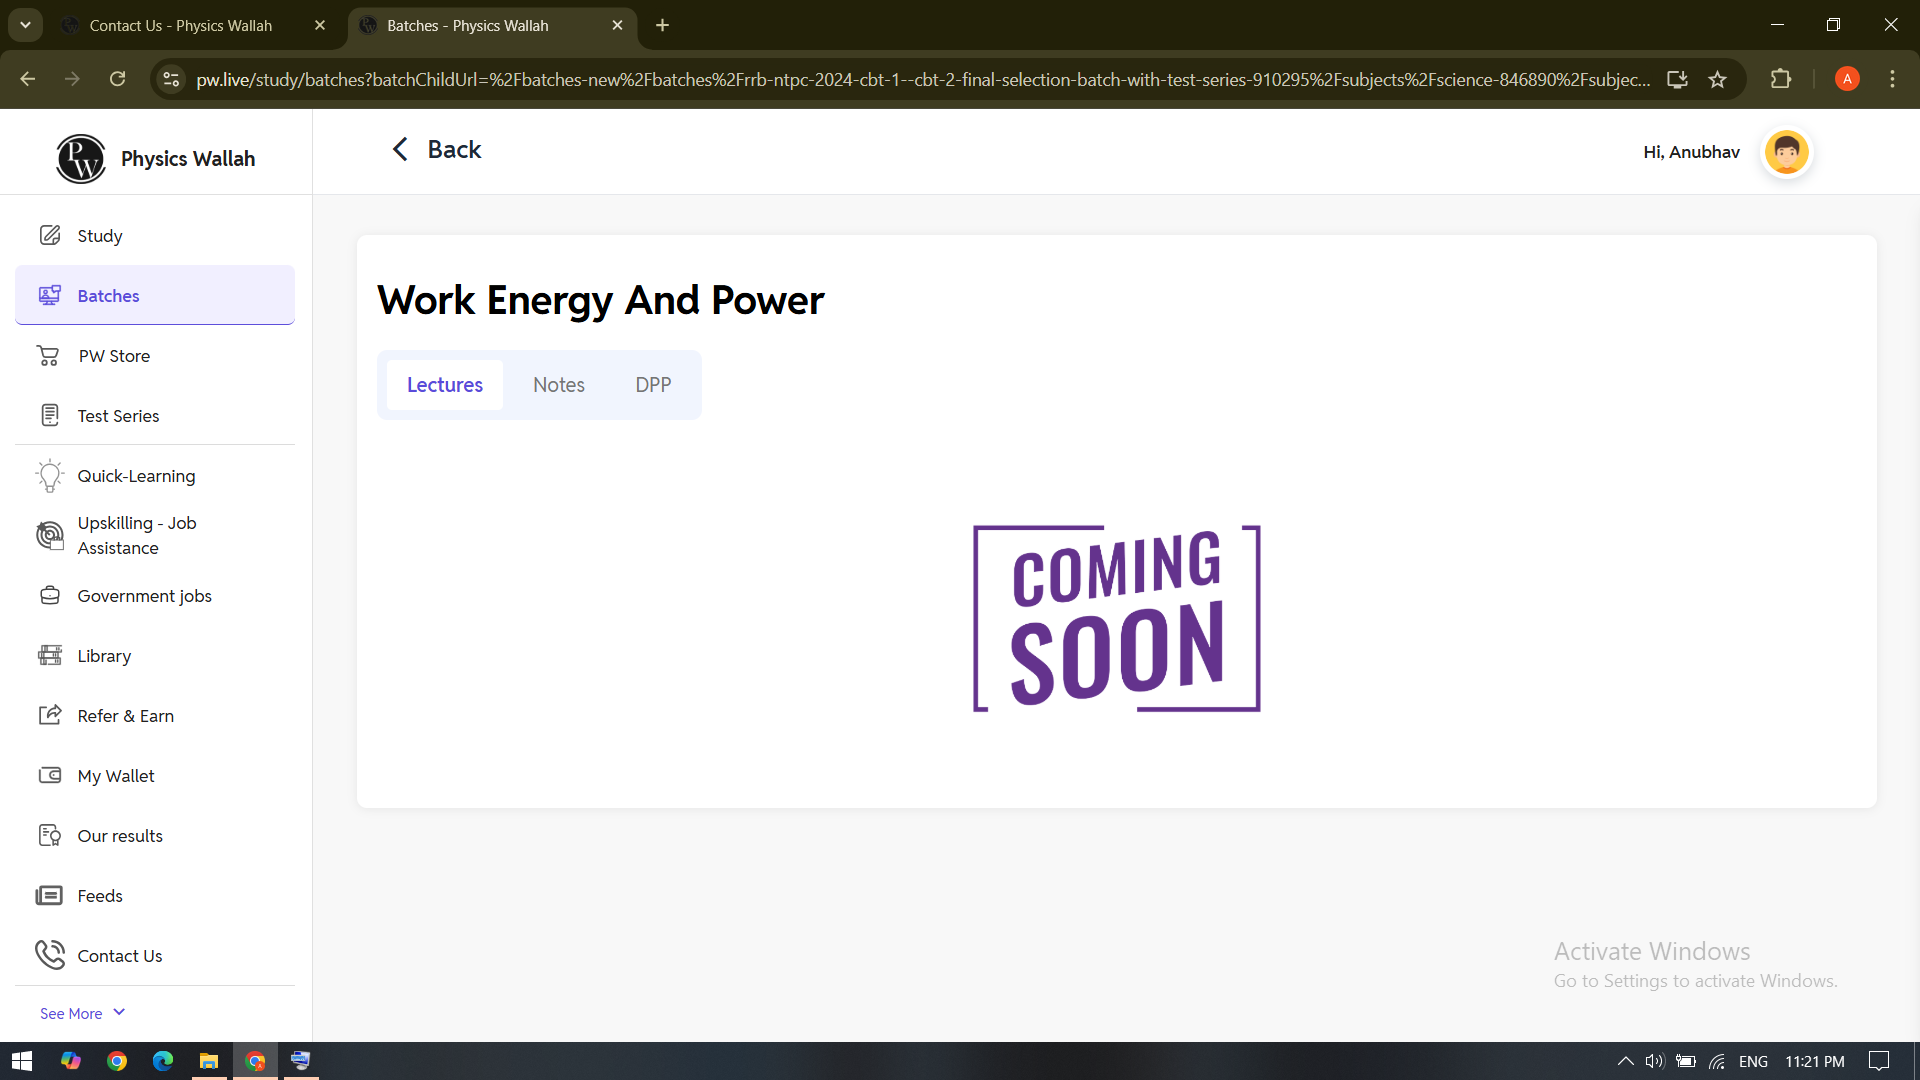 Contact Us - Physics Wallah
Batches - Physics Wallah
pw.live/study/batches?batchChildUrl=%2Fbatches-new%2Fbatches%2Frrb-ntpc-2024-cbt-1--cbt-2-final-selection-batch-with-test-series-910295%2Fsubjects%2Fscience-846890%2Fsubjec...
A
PW
Physics Wallah
Back
Hi, Anubhav
Study
Batches
PW Store
Test Series
Quick-Learning
Upskilling - Job
Assistance
Government jobs
Library
Refer & Earn
My Wallet
Our results
Feeds
Contact Us
See More
Work Energy And Power
Lectures
Notes
DPP
COMING
SOON
Activate Windows
Go to Settings to activate Windows.
ENG
11:21 PM